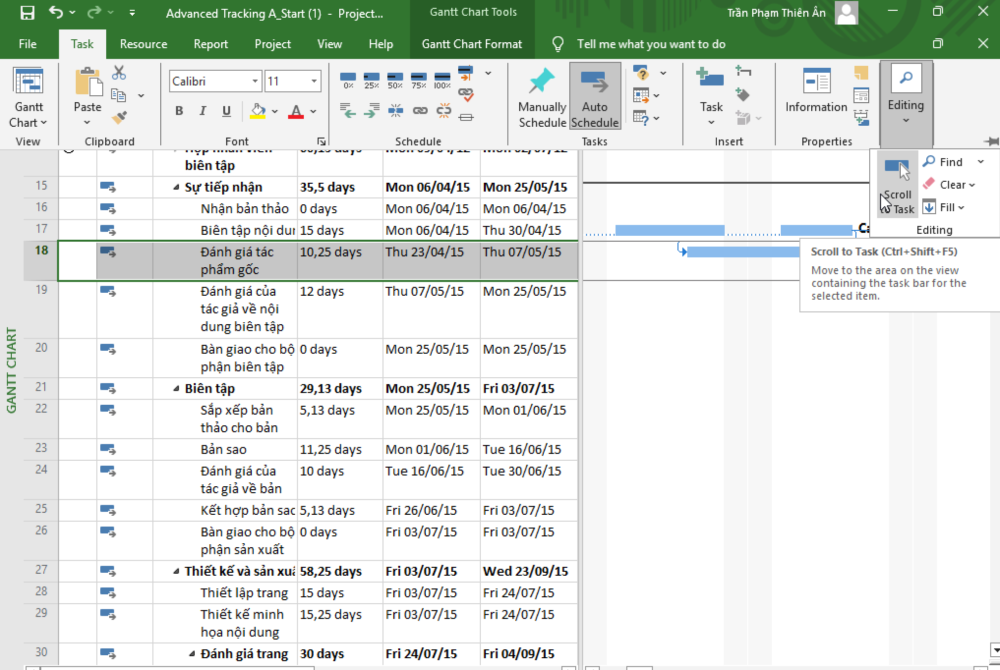 Advanced Tracking A_Start (1) - Project...
Gantt Chart Tools
Trần Phạm Thiên Ân
File Task Resource Report Project View Help Gantt Chart Format Tell me what you want to do
Gantt Chart
Paste
Calibri 11
B I U A
0% 25% 50% 75% 100%
Manually Schedule
Auto Schedule
Task
Information
Editing
View Clipboard Font Schedule Tasks Insert Properties
Scroll to Task
Find
Clear
Fill
Editing
Scroll to Task (Ctrl+Shift+F5)
Move to the area on the view
containing the task bar for the
selected item.
GANTT CHART
biên tập
15 Sự tiếp nhận 35,5 days Mon 06/04/15 Mon 25/05/15
16 Nhận bản thảo 0 days Mon 06/04/15 Mon 06/04/15
17 Biên tập nội dur 15 days Mon 06/04/15 Thu 30/04/15
18 Đánh giá tác 10,25 days Thu 23/04/15 Thu 07/05/15
phẩm gốc
19 Đánh giá của 12 days Thu 07/05/15 Mon 25/05/15
tác giả về nội
dung biên tập
20 Bàn giao cho bộ 0 days Mon 25/05/15 Mon 25/05/15
phận biên tập
21 Biên tập 29,13 days Mon 25/05/15 Fri 03/07/15
22 Sắp xếp bản 5,13 days Mon 25/05/15 Mon 01/06/15
thảo cho bản
23 Bản sao 11,25 days Mon 01/06/15 Tue 16/06/15
24 Đánh giá của 10 days Tue 16/06/15 Tue 30/06/15
tác giả về bản
25 Kết hợp bản sac 5,13 days Fri 26/06/15 Fri 03/07/15
26 Bàn giao cho bộ 0 days Fri 03/07/15 Fri 03/07/15
phận sản xuất
27 Thiết kế và sản xuấ 58,25 days Fri 03/07/15 Wed 23/09/15
28 Thiết lập trang 15 days Fri 03/07/15 Fri 24/07/15
29 Thiết kế minh 15,25 days Fri 03/07/15 Fri 24/07/15
họa nội dung
30 Đánh giá trang 30 days Fri 24/07/15 Fri 04/09/15